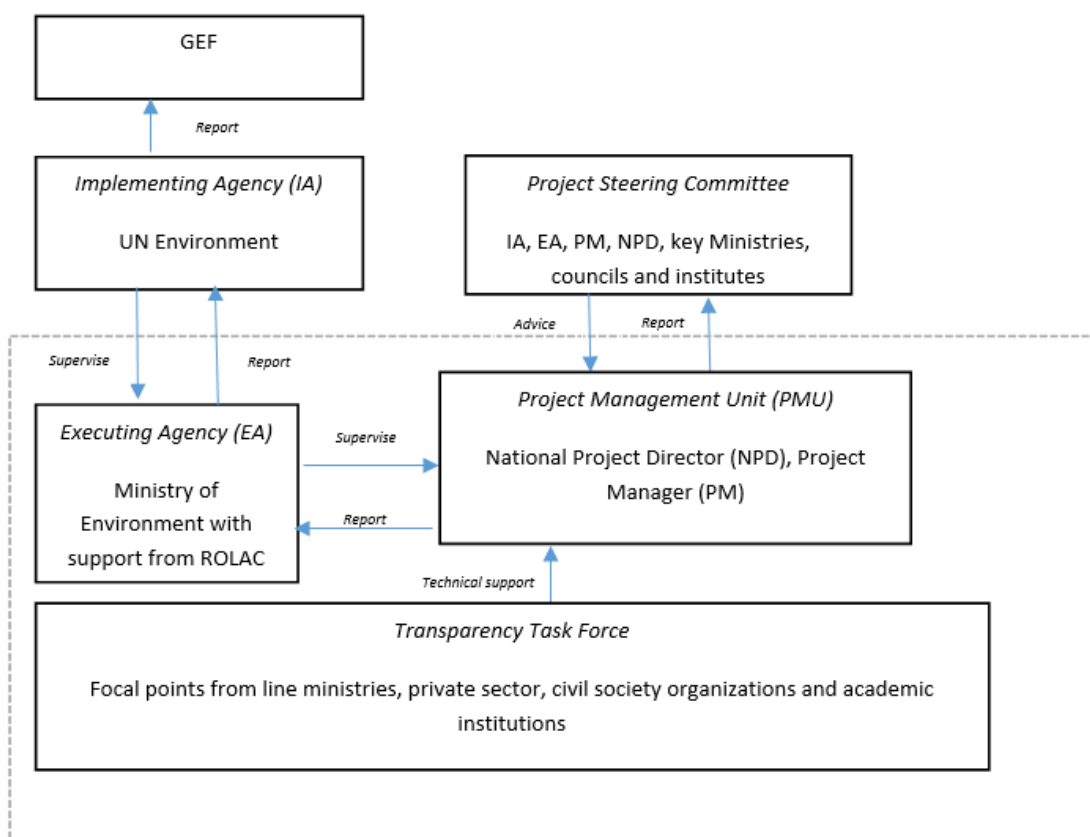 GEF
Report
Implementing Agency (IA)
UN Environment
Project Steering Committee
IA, EA, PM, NPD, key Ministries,
councils and institutes
Advice
Report
Supervise
Report
Executing Agency (EA)
Ministry of
Environment with
support from ROLAC
Supervise
Report
Project Management Unit (PMU)
National Project Director (NPD), Project
Manager (PM)
Technical support
Transparency Task Force
Focal points from line ministries, private sector, civil society organizations and academic
institutions